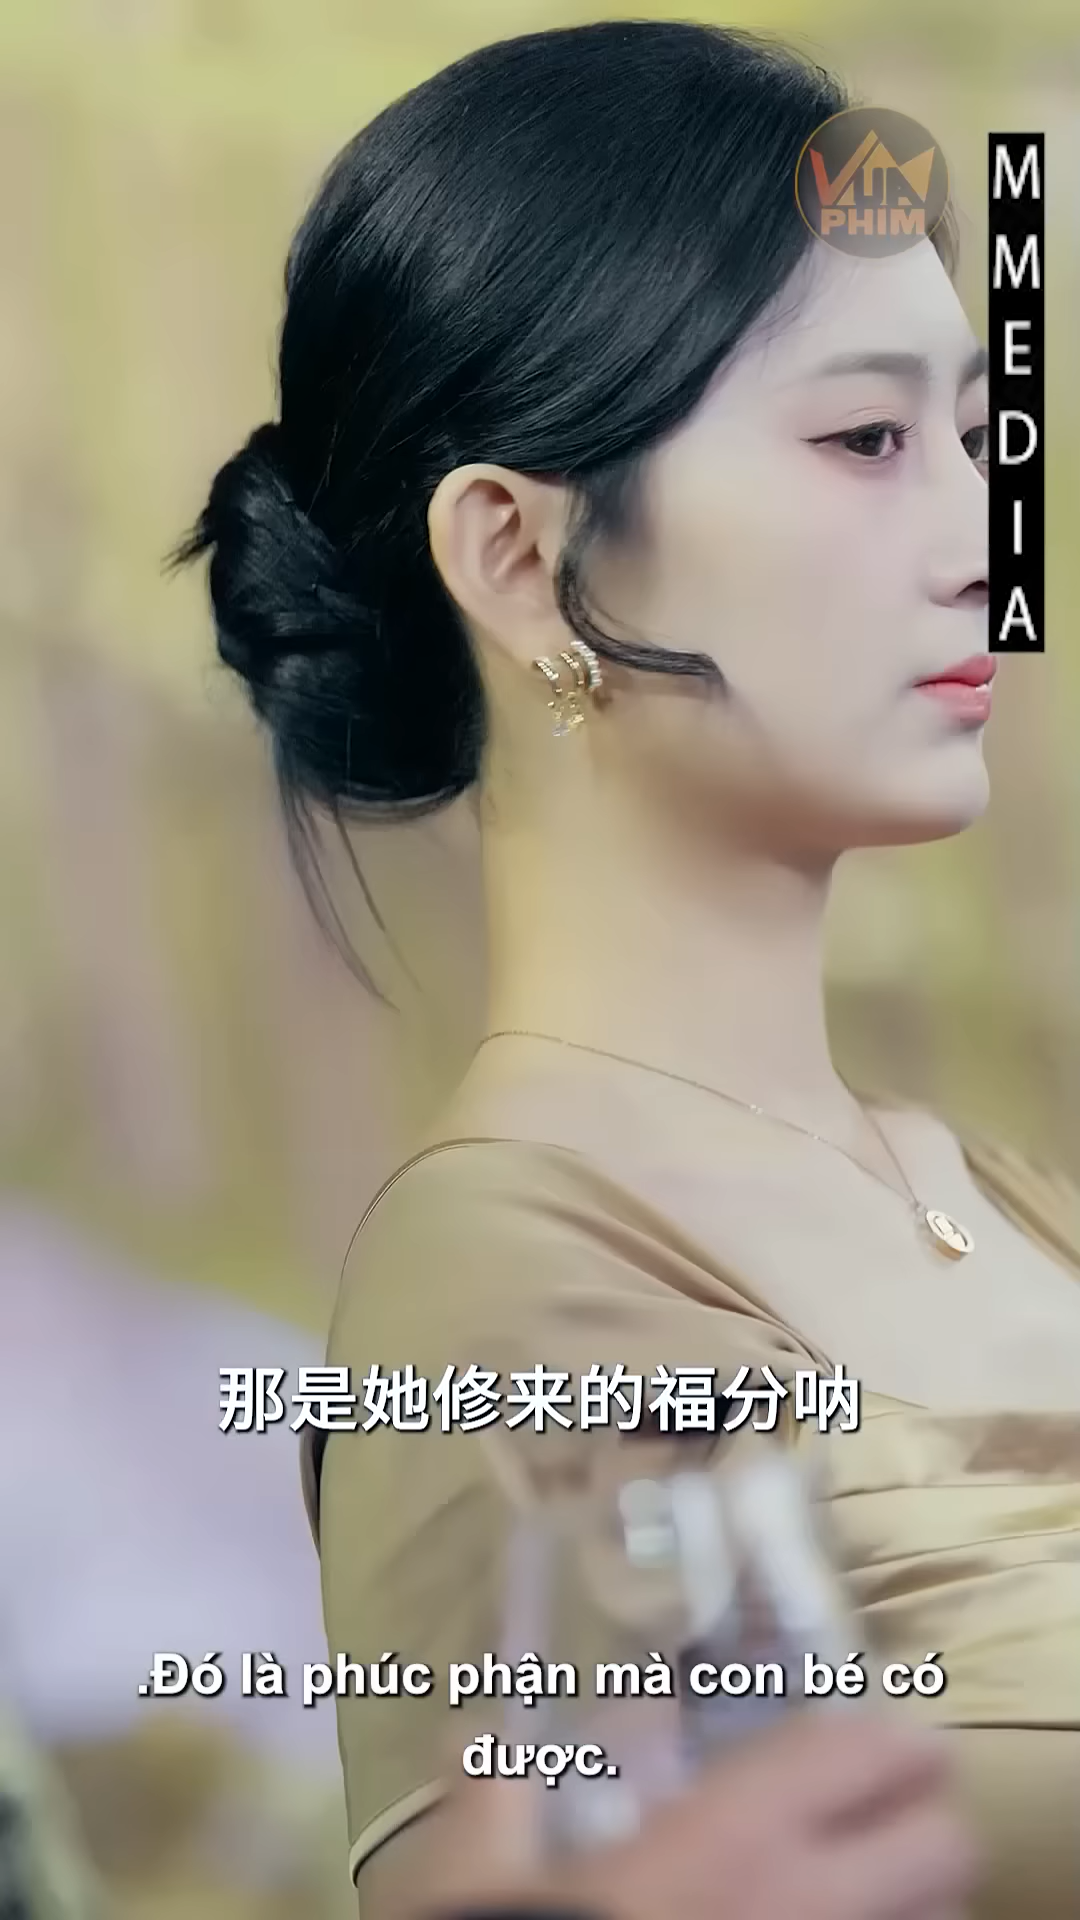 VUA
PHIM
MMEDIA
那是她修来的福分呐
.Đó là phúc phận mà con bé có
được.